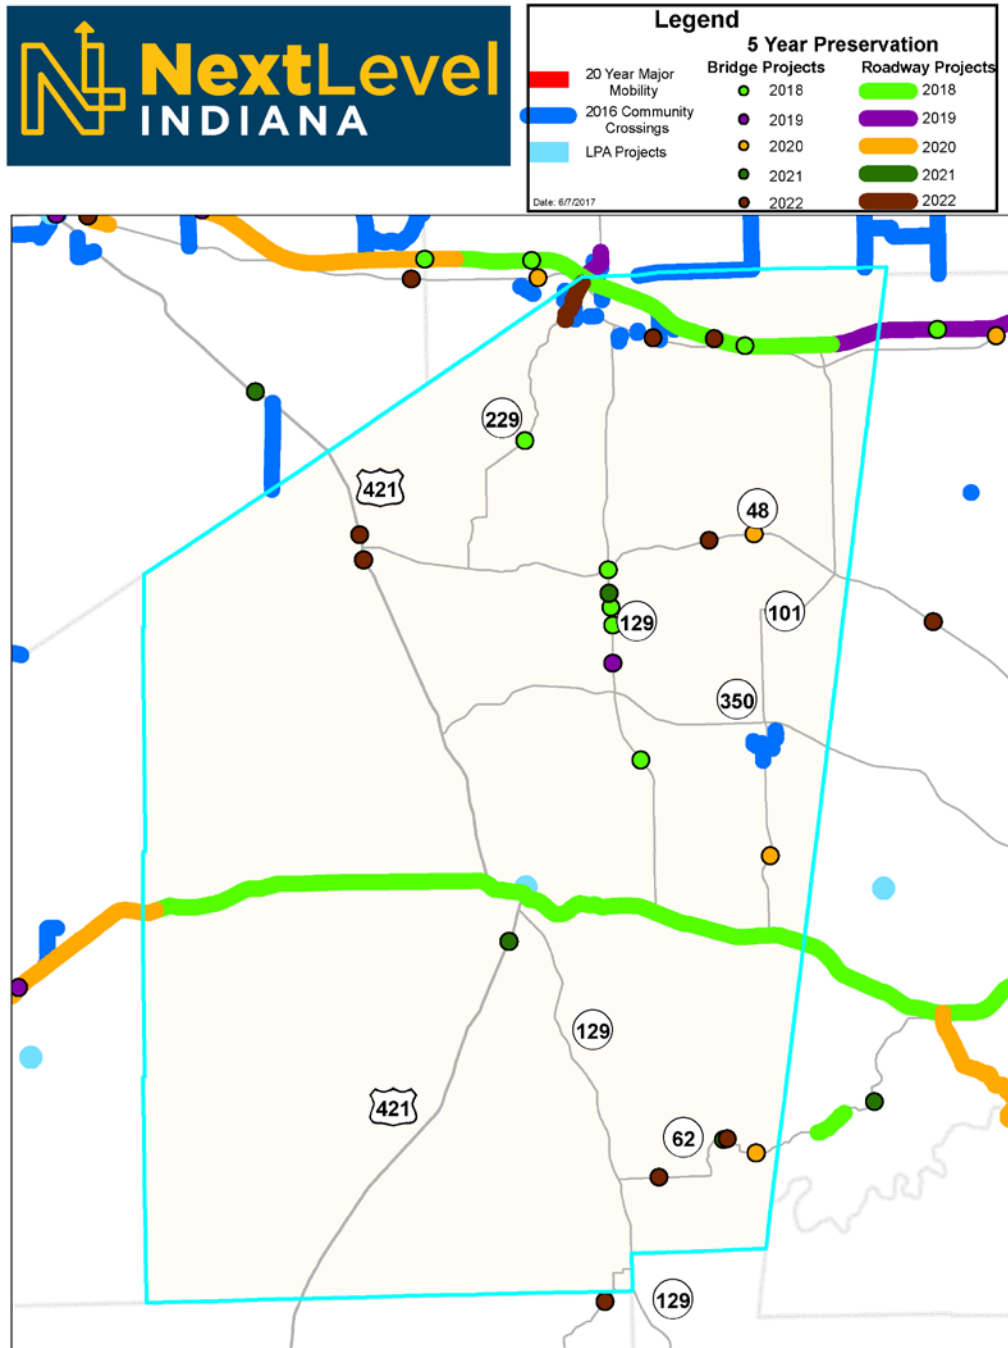 NextLevel
INDIANA
Legend
5 Year Preservation
Bridge Projects
Roadway Projects
20 Year Major
Mobility
2016 Community
Crossings
LPA Projects
2018
2019
2020
2021
2022
2018
2019
2020
2021
2022
Date: 6/7/2017
229
421
48
129
101
350
129
421
62
129